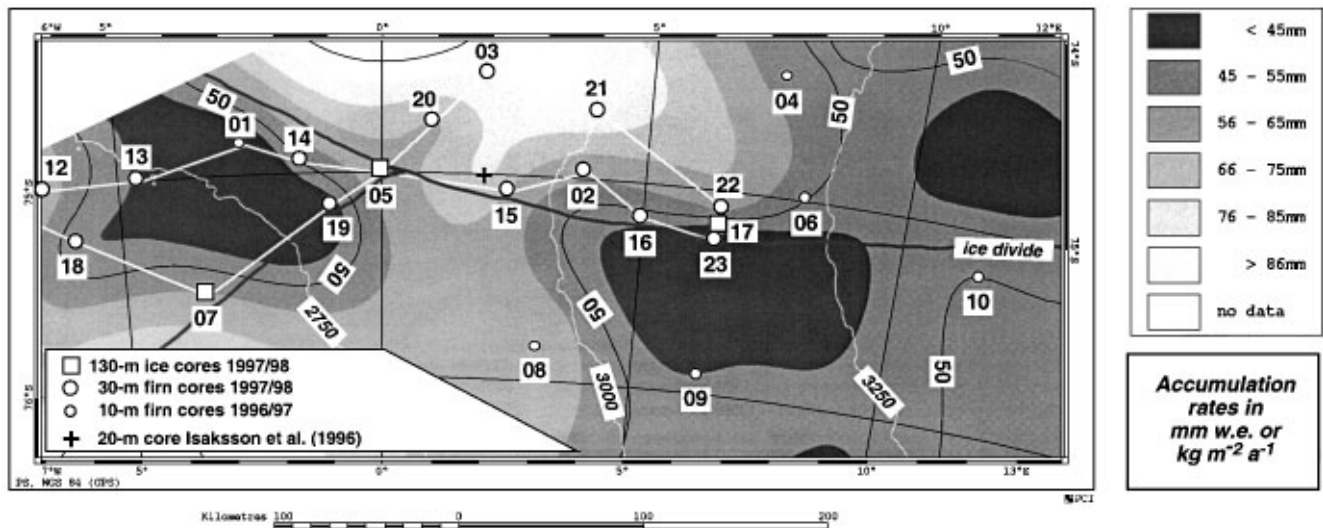 6°W 5° 0° 5° 10° 12°E
74°S
03
50
20
21
04
50
50
01
14
12
13
05
75°S
02
22
15
06
19
16
17
75°S
18
23
ice divide
50
10
07
2750
50
08
3000
09
3250
50
76°S
130-m ice cores 1997/98
30-m firn cores 1997/98
10-m firn cores 1996/97
20-m core Isaksson et al. (1996)
7°W 5° 5° 10° 13°E
PS, WGS 84 (GPS)
PCI
Kilometres 100 0 100 200
< 45mm
45 - 55mm
56 - 65mm
66 - 75mm
76 - 85mm
> 86mm
no data
Accumulation
rates in
mm w.e. or
kg m⁻² a⁻¹